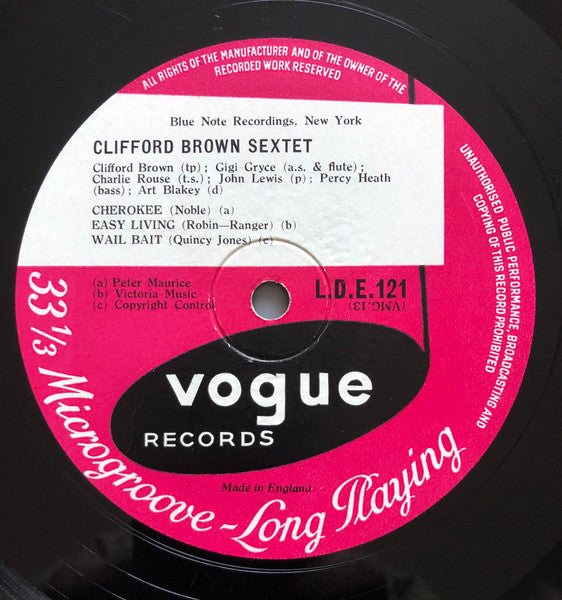 ALL RIGHTS OF THE MANUFACTURER AND OF THE OWNER OF THE
RECORDED WORK RESERVED
UNAUTHORISED PUBLIC PERFORMANCE, BROADCASTING AND
COPYING OF THIS RECORD PROHIBITED
Blue Note Recordings, New York
CLIFFORD BROWN SEXTET
Clifford Brown (tp) ; Gigi Gryce (a.s. & flute) ;
Charlie Rouse (t.s.) ; John Lewis (p) ; Percy Heath
(bass) ; Art Blakey (d)
CHEROKEE (Noble) (a)
EASY LIVING (Robin—Ranger) (b)
WAIL BAIT (Quincy Jones) (c)
(a) Peter Maurice
(b) Victoria Music
(c) Copyright Control
L.D.E.121
(VMG.13)
vogue
RECORDS
Made in England
33 1/3 Microgroove - Long Playing